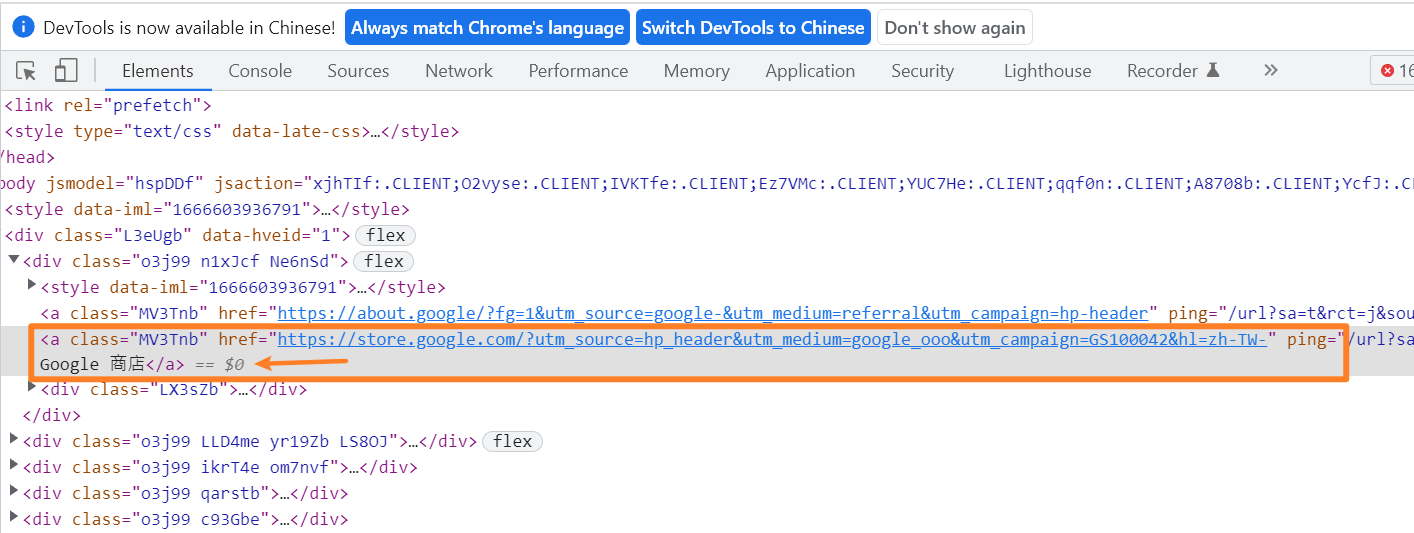 DevTools is now available in Chinese! Always match Chrome's language Switch DevTools to Chinese Don't show again
Elements Console Sources Network Performance Memory Application Security Lighthouse Recorder » 16
<link rel="prefetch">
<style type="text/css" data-late-css>…</style>
/head>
body jsmodel="hspDDf" jsaction="xjhTIf:.CLIENT;O2vyse:.CLIENT;IVKTfe:.CLIENT;Ez7VMc:.CLIENT;YUC7He:.CLIENT;qqf0n:.CLIENT;A8708b:.CLIENT;YcfJ:.CL
<style data-iml="1666603936791">…</style>
<div class="L3eUgb" data-hveid="1"> flex
<div class="o3j99 n1xJcf Ne6nSd"> flex
<style data-iml="1666603936791">…</style>
<a class="MV3Tnb" href="https://about.google/?fg=1&utm_source=google-&utm_medium=referral&utm_campaign=hp-header" ping="/url?sa=t&rct=j&sou
<a class="MV3Tnb" href="https://store.google.com/?utm_source=hp_header&utm_medium=google_ooo&utm_campaign=GS100042&hl=zh-TW-" ping="/url?sa
Google 商店</a> == $0
<div class="LX3sZb">…</div>
</div>
<div class="o3j99 LLD4me yr19Zb LS8OJ">…</div> flex
<div class="o3j99 ikrT4e om7nvf">…</div>
<div class="o3j99 qarstb">…</div>
<div class="o3j99 c93Gbe">…</div>